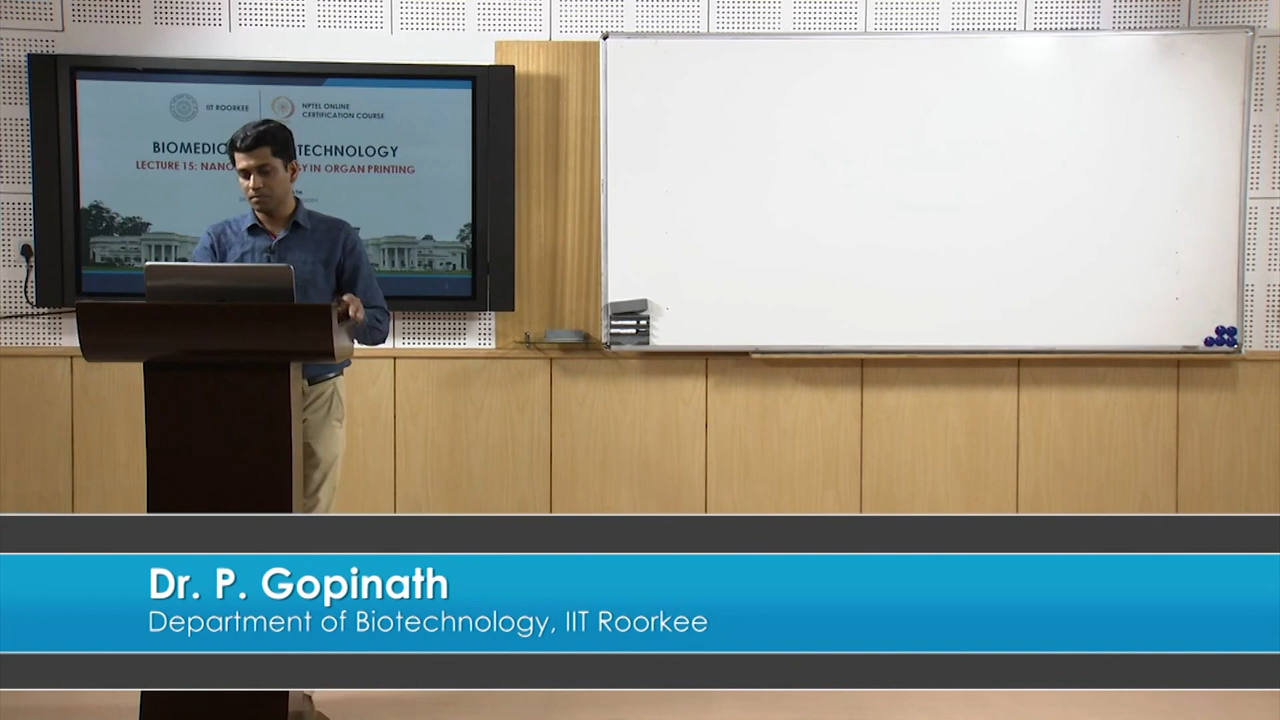 IIT ROORKEE
NPTEL ONLINE
CERTIFICATION COURSE
BIOMEDIC TECHNOLOGY
LECTURE 15: NANO Y IN ORGAN PRINTING
Dr. P. Gopinath
Department of Biotechnology, IIT Roorkee